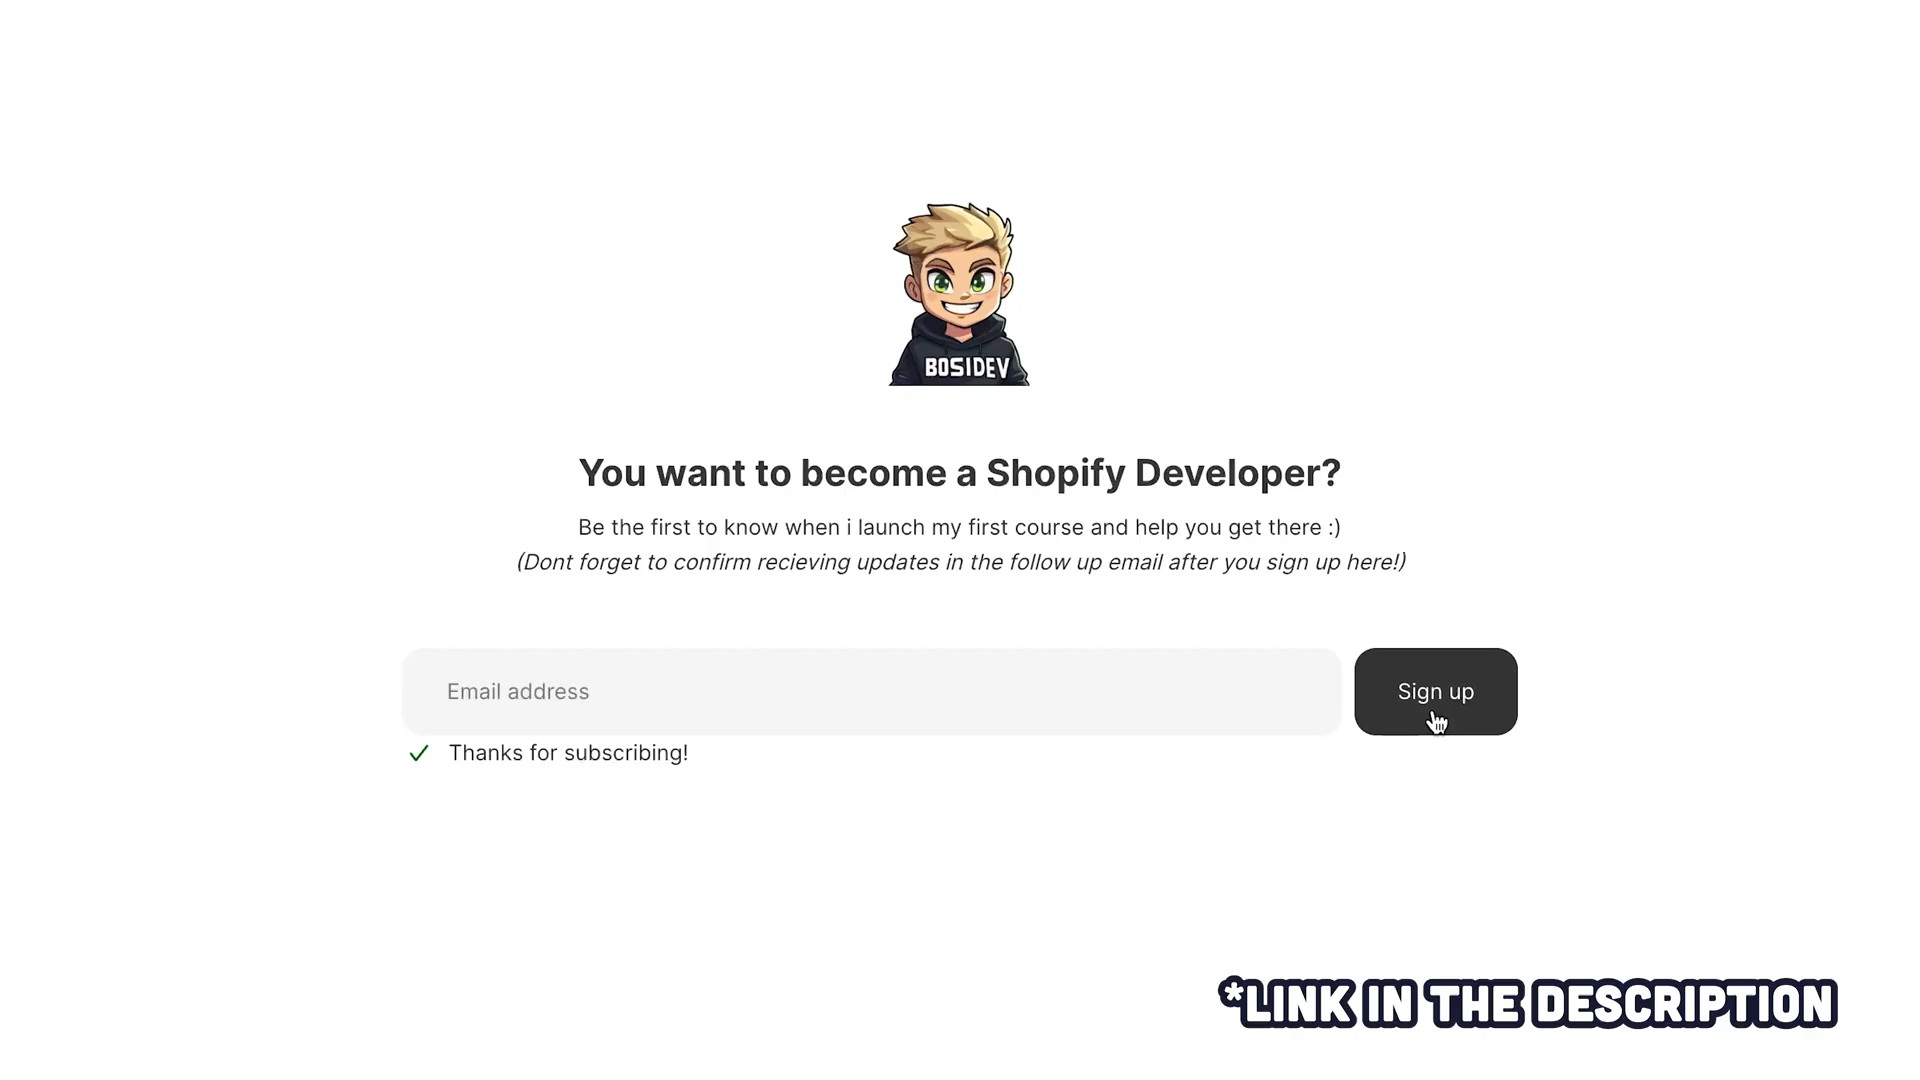 BOSIDEV
You want to become a Shopify Developer?
Be the first to know when i launch my first course and help you get there :)
(Dont forget to confirm recieving updates in the follow up email after you sign up here!)
Email address
Sign up
Thanks for subscribing!
*LINK IN THE DESCRIPTION